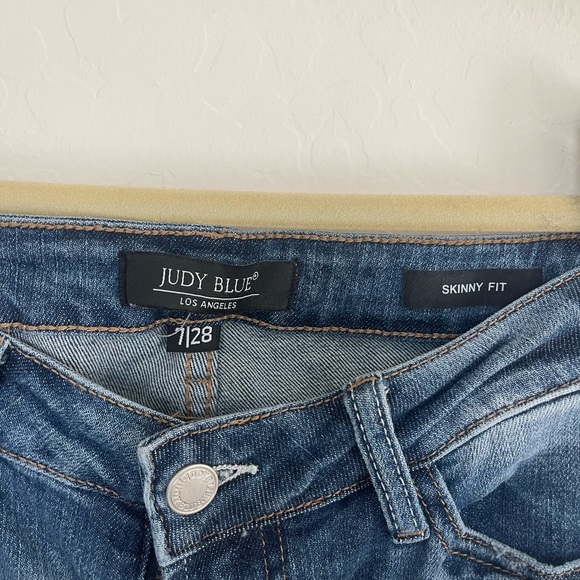 JUDY BLUE®
LOS ANGELES
SKINNY FIT
7|28